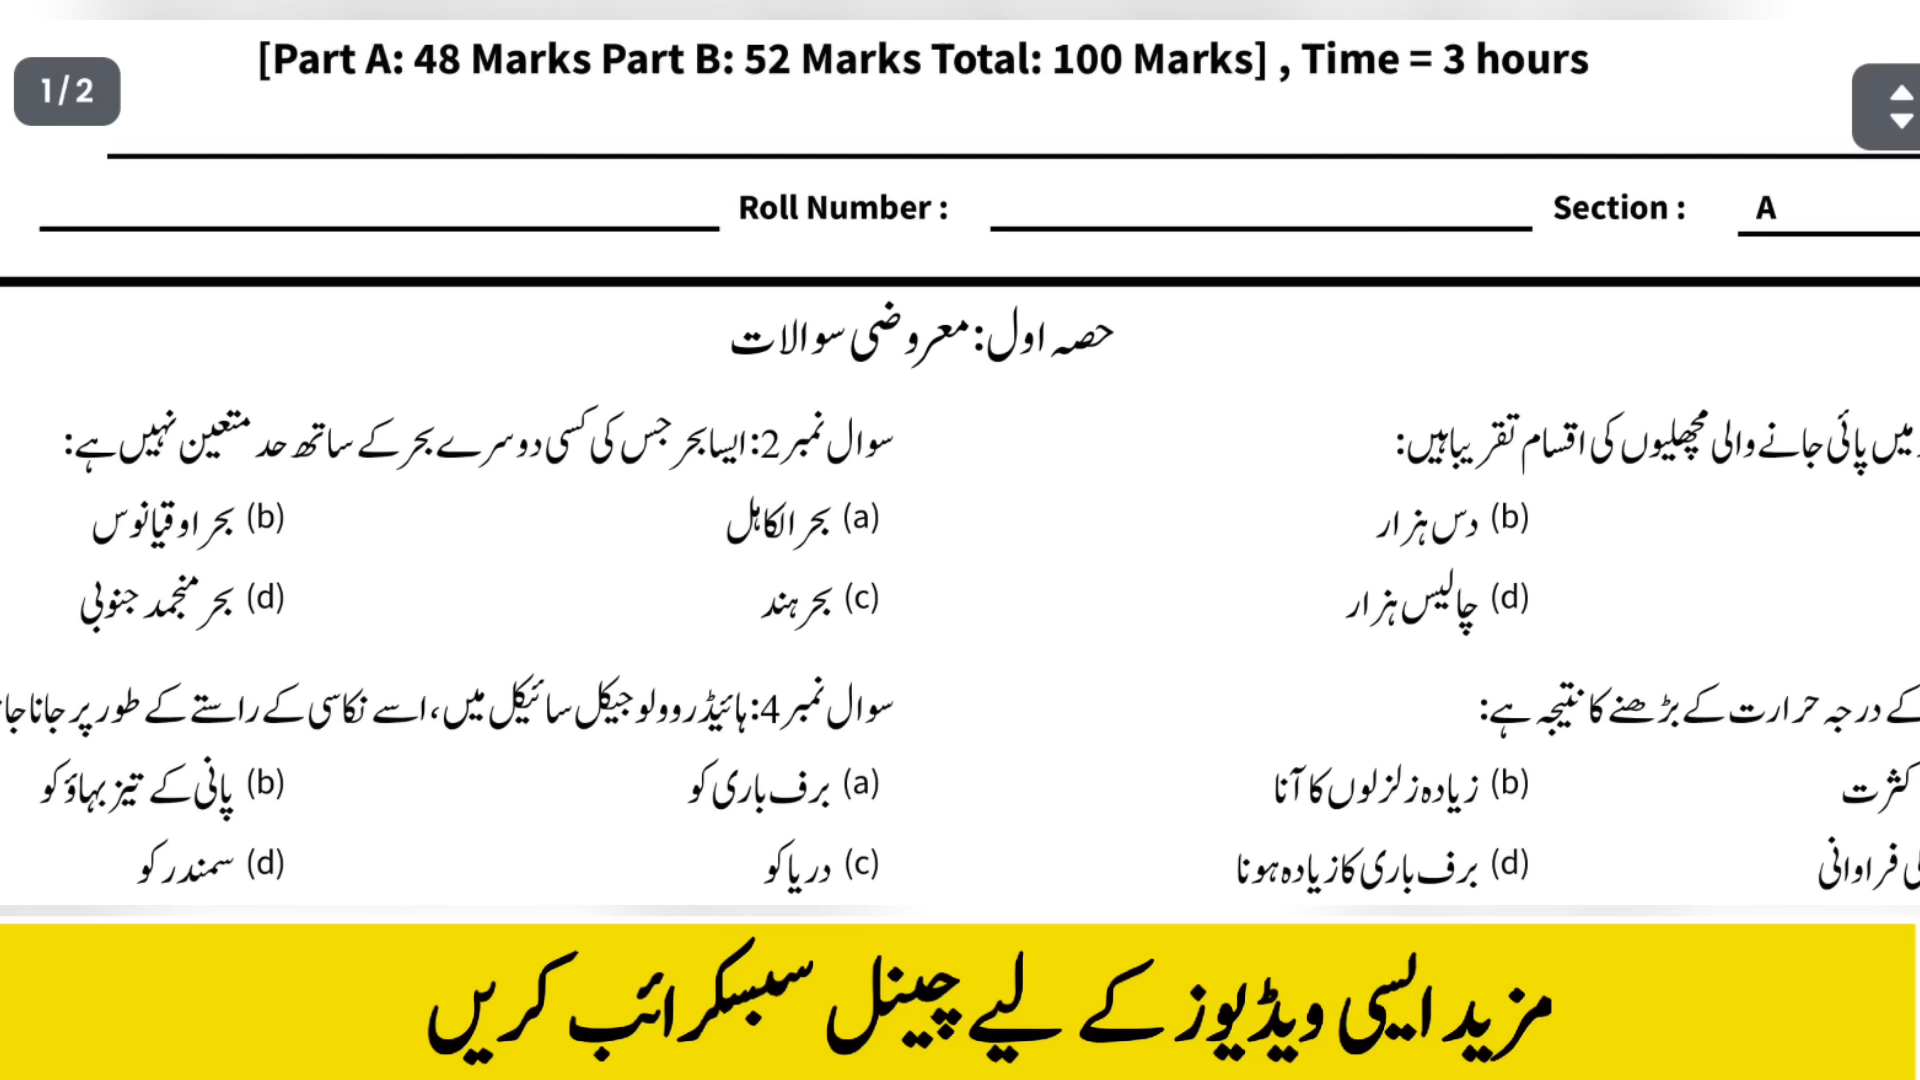 [Part A: 48 Marks Part B: 52 Marks Total: 100 Marks] , Time = 3 hours
1/2
Roll Number : Section : A
حصہ اول: معروضی سوالات
میں پائی جانے والی مچھلیوں کی اقسام تقریباہیں:
(b) دس ہزار
(d) چالیس ہزار
سوال نمبر 2: ایسا بحر جس کی کسی دوسرے بحر کے ساتھ حد متعین نہیں ہے:
(a) بحر الکاہل (b) بحر اوقیانوس
(c) بحر ہند (d) بحر منجمد جنوبی
کے درجہ حرارت کے بڑھنے کا نتیجہ ہے:
کثرت (b) زیادہ زلزلوں کا آنا
فراوانی (d) برف باری کا زیادہ ہونا
سوال نمبر 4: ہائیڈروولوجیکل سائیکل میں، اسے نکاسی کے راستے کے طور پر جانا جا
(a) برف باری کو (b) پانی کے تیز بہاؤ کو
(c) دریا کو (d) سمندر کو
مزید ایسی ویڈیوز کے لیے چینل سبسکرائب کریں